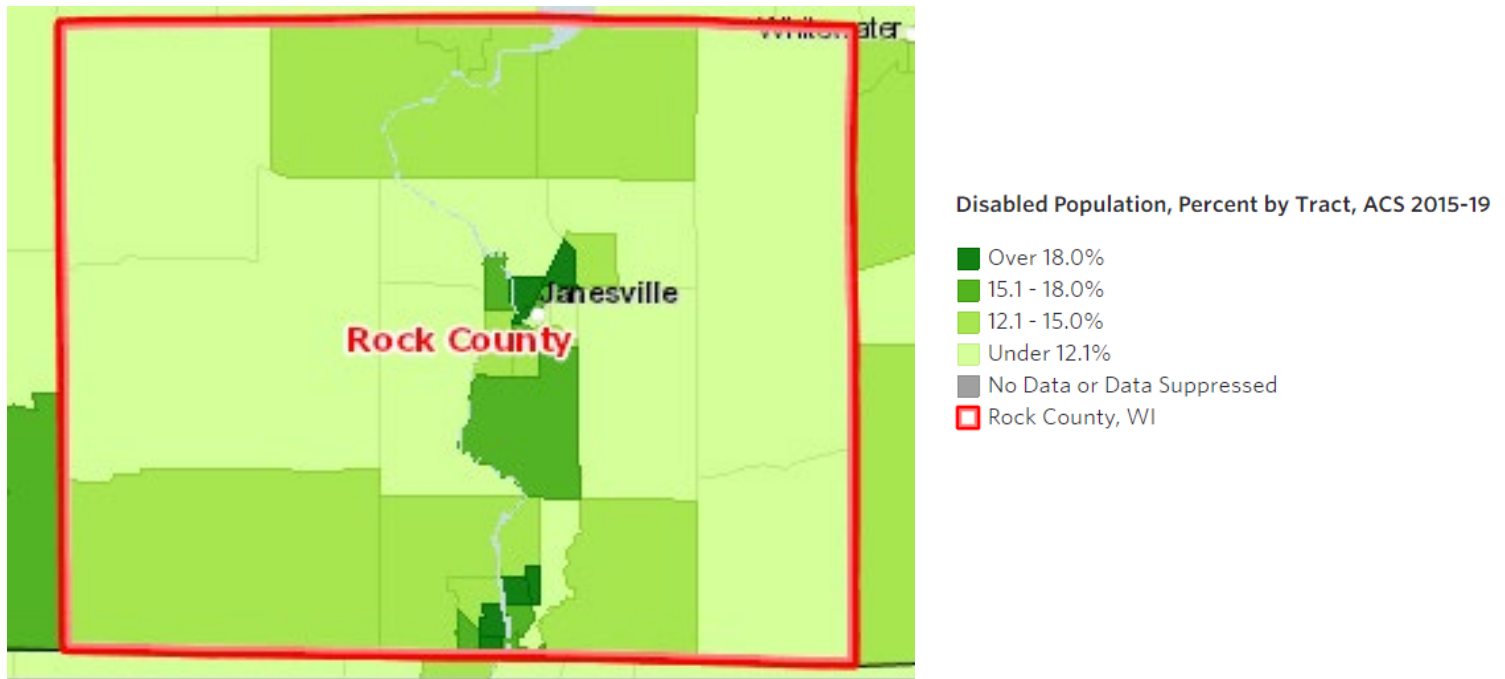 Whitewater
Janesville
Rock County
Disabled Population, Percent by Tract, ACS 2015-19
Over 18.0%
15.1 - 18.0%
12.1 - 15.0%
Under 12.1%
No Data or Data Suppressed
Rock County, WI